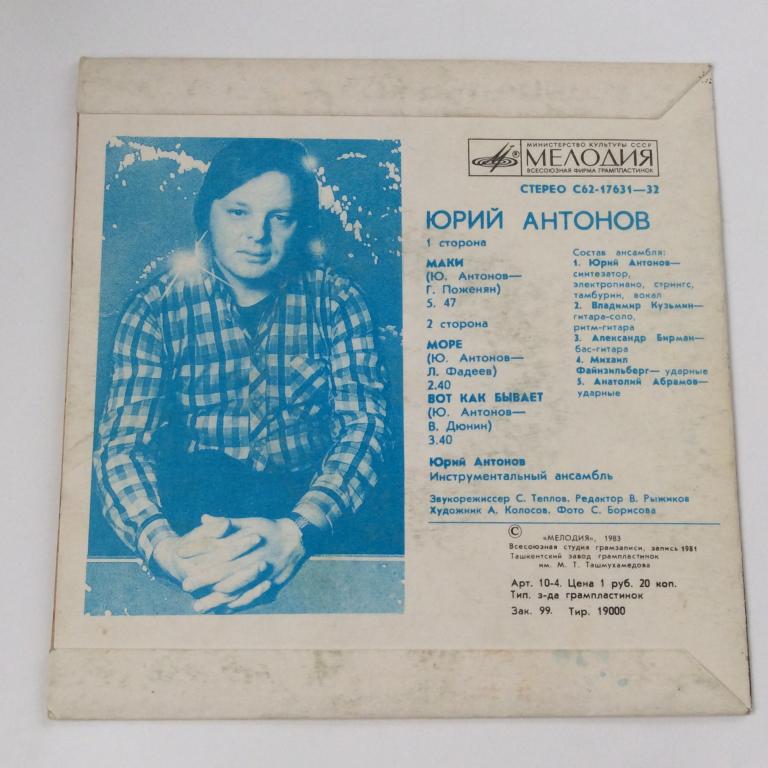 МИНИСТЕРСТВО КУЛЬТУРЫ СССР
МЕЛОДИЯ
ВСЕСОЮЗНАЯ ФИРМА ГРАМПЛАСТИНОК
СТЕРЕО С62-17631—32
ЮРИЙ АНТОНОВ
1 сторона
МАКИ
(Ю. Антонов—
Г. Поженян)
5. 47
2 сторона
МОРЕ
(Ю. Антонов—
Л. Фадеев)
2.40
ВОТ КАК БЫВАЕТ
(Ю. Антонов—
В. Дюнин)
3.40
Состав ансамбля:
1. Юрий Антонов—
синтезатор,
электропиано, стрингс,
тамбурин, вокал
2. Владимир Кузьмин—
гитара-соло,
ритм-гитара
3. Александр Бирман—
бас-гитара
4. Михаил
Файнзильберг— ударные
5. Анатолий Абрамов—
ударные
Юрий Антонов
Инструментальный ансамбль
Звукорежиссер С. Теплов. Редактор В. Рыжиков
Художник А. Колосов. Фото С. Борисова
© «МЕЛОДИЯ», 1983
Всесоюзная студия грамзаписи, запись 1981
Ташкентский завод грампластинок
им. М. Т. Ташмухамедова
Арт. 10-4. Цена 1 руб. 20 коп.
Тип. з-да грампластинок
Зак. 99. Тир. 19000